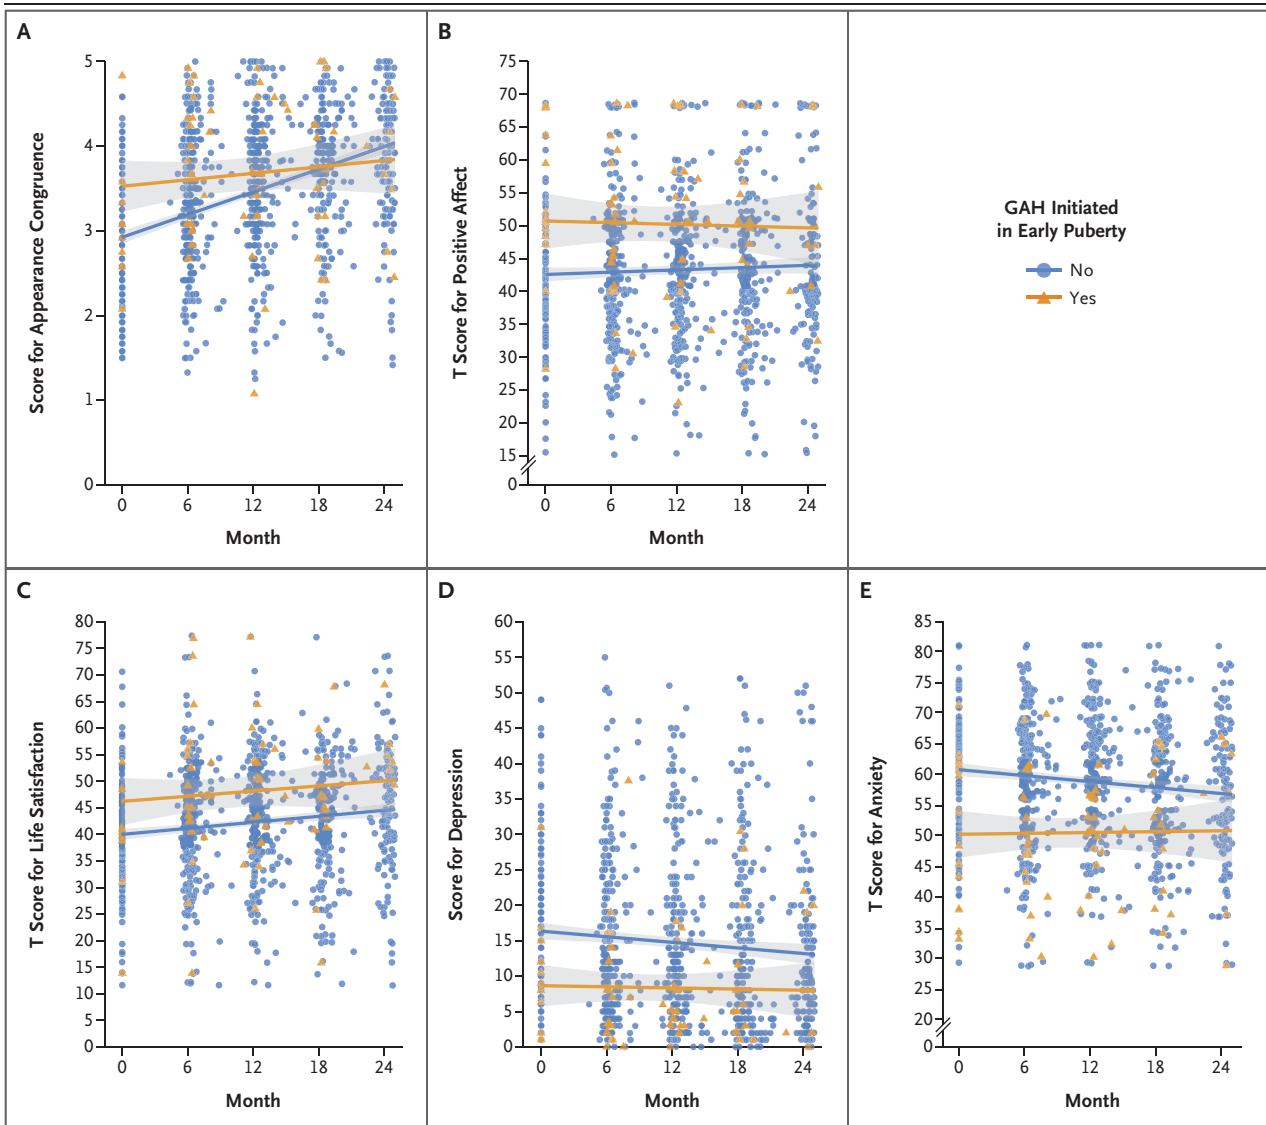 A
Score for Appearance Congruence
5
4
3
2
1
0
0 6 12 18 24
Month
B
T Score for Positive Affect
75
70
65
60
55
50
45
40
35
30
25
20
15
0
0 6 12 18 24
Month
GAH Initiated
in Early Puberty
No
Yes
C
T Score for Life Satisfaction
80
75
70
65
60
55
50
45
40
35
30
25
20
15
10
5
0
0 6 12 18 24
Month
D
Score for Depression
60
55
50
45
40
35
30
25
20
15
10
5
0
0 6 12 18 24
Month
E
T Score for Anxiety
85
80
75
70
65
60
55
50
45
40
35
30
25
20
0
0 6 12 18 24
Month